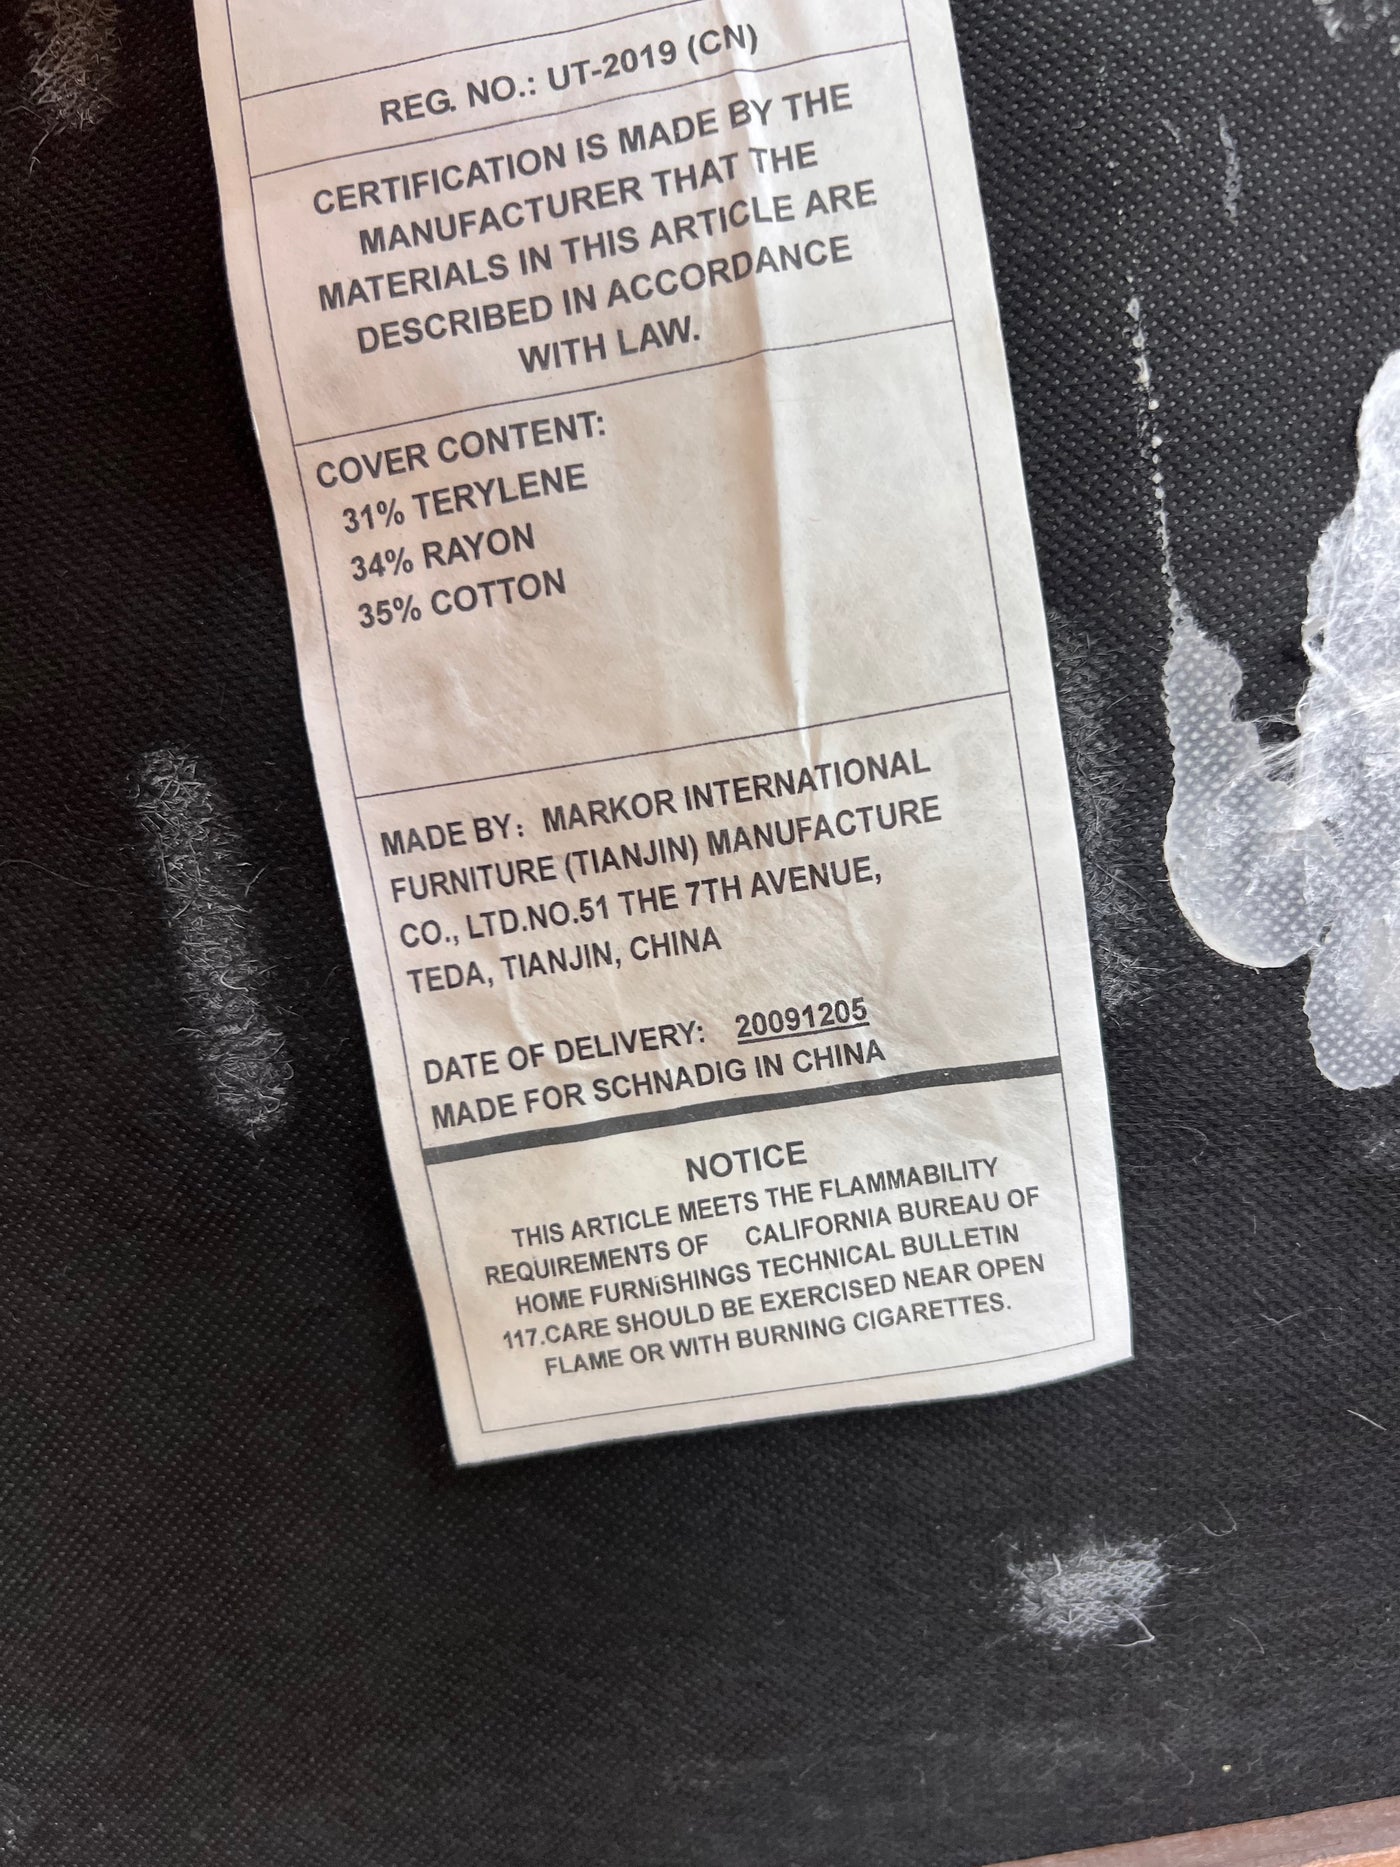 REG. NO.: UT-2019 (CN)
CERTIFICATION IS MADE BY THE
MANUFACTURER THAT THE
MATERIALS IN THIS ARTICLE ARE
DESCRIBED IN ACCORDANCE
WITH LAW.
COVER CONTENT:
31% TERYLENE
34% RAYON
35% COTTON
MADE BY: MARKOR INTERNATIONAL
FURNITURE (TIANJIN) MANUFACTURE
CO., LTD.NO.51 THE 7TH AVENUE,
TEDA, TIANJIN, CHINA
DATE OF DELIVERY: 20091205
MADE FOR SCHNADIG IN CHINA
NOTICE
THIS ARTICLE MEETS THE FLAMMABILITY
REQUIREMENTS OF CALIFORNIA BUREAU OF
HOME FURNiSHINGS TECHNICAL BULLETIN
117.CARE SHOULD BE EXERCISED NEAR OPEN
FLAME OR WITH BURNING CIGARETTES.